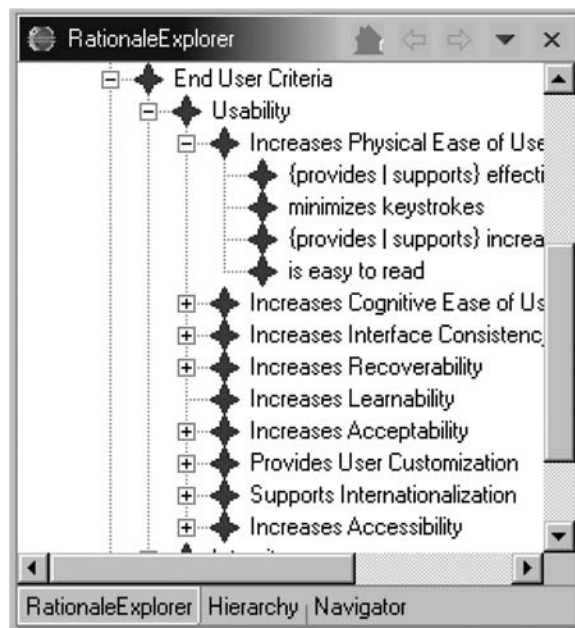 RationaleExplorer
End User Criteria
Usability
Increases Physical Ease of Use
{provides | supports} effecti
minimizes keystrokes
{provides | supports} increa
is easy to read
Increases Cognitive Ease of Us
Increases Interface Consistenc
Increases Recoverability
Increases Learnability
Increases Acceptability
Provides User Customization
Supports Internationalization
Increases Accessibility
RationaleExplorer Hierarchy Navigator